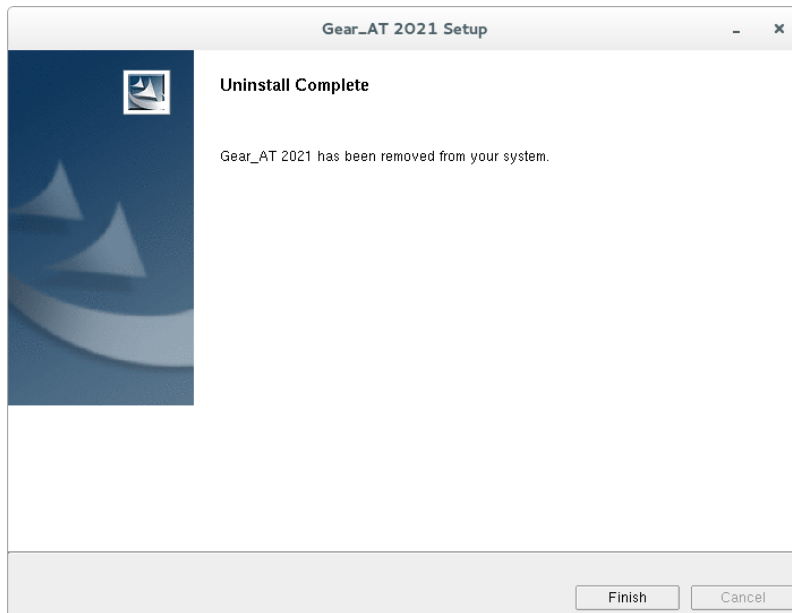 Gear_AT 2021 Setup
Uninstall Complete
Gear_AT 2021 has been removed from your system.
Finish
Cancel